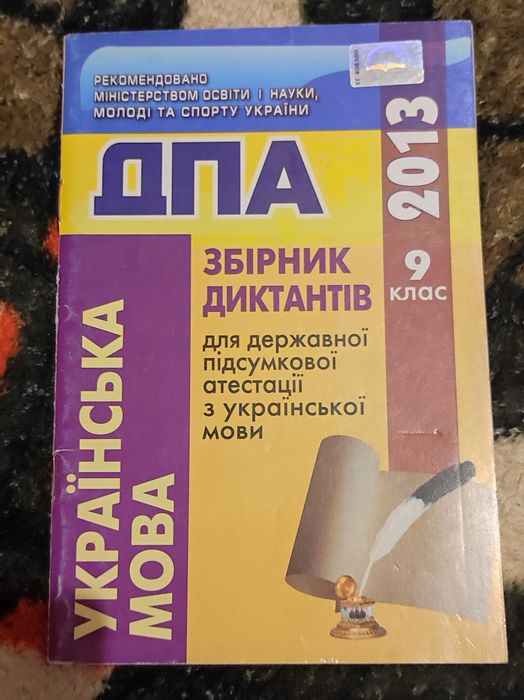 РЕКОМЕНДОВАНО
МІНІСТЕРСТВОМ ОСВІТИ І НАУКИ,
МОЛОДІ ТА СПОРТУ УКРАЇНИ
ДПА
2013
9
клас
ЗБІРНИК
ДИКТАНТІВ
для державної
підсумкової
атестації
з української
мови
УКРАЇНСЬКА
МОВА